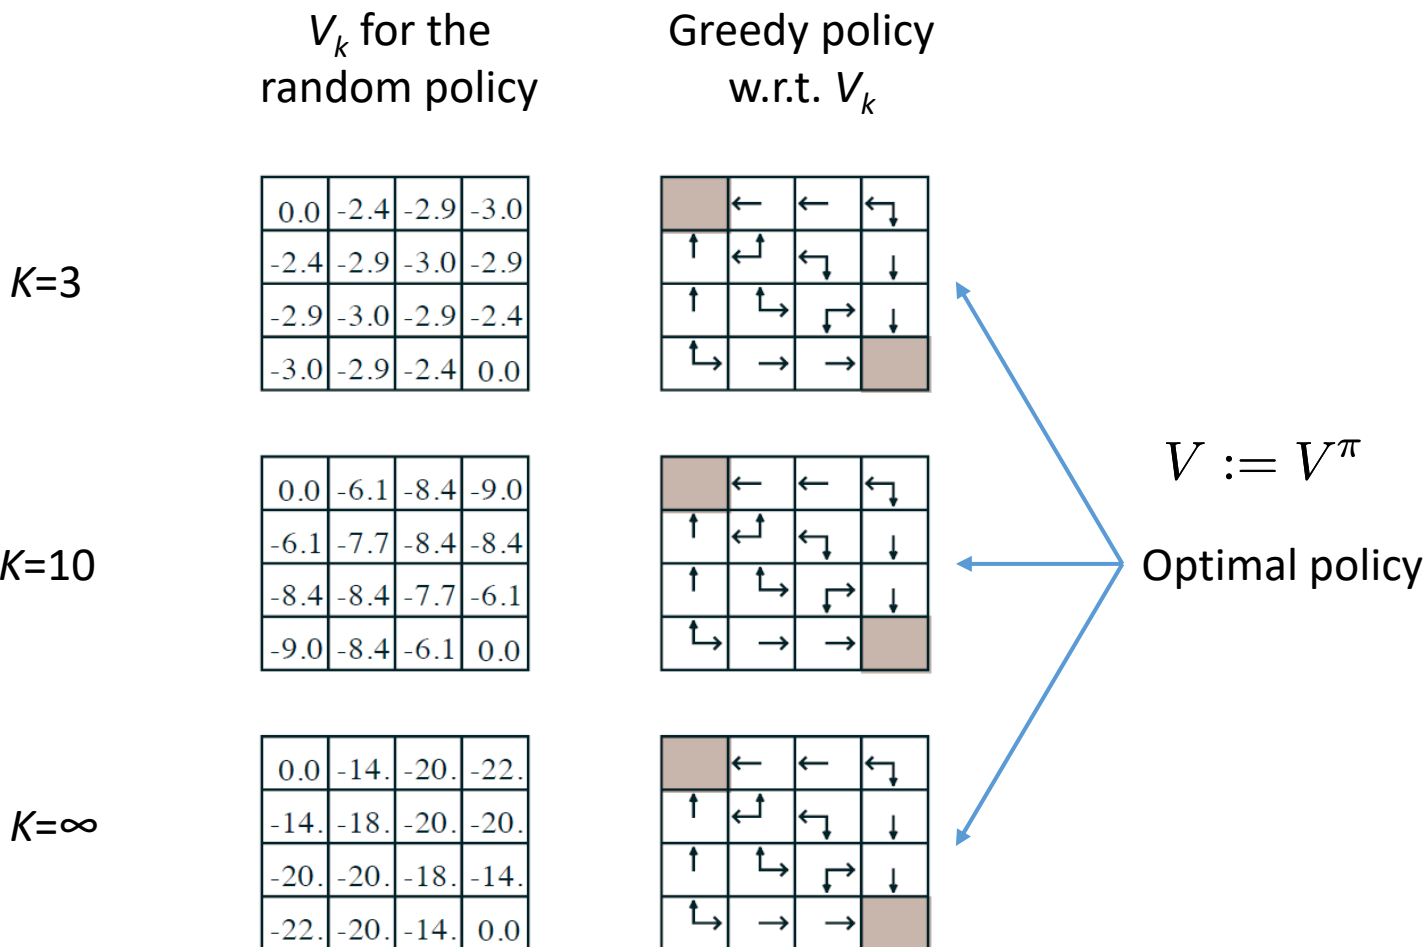 V_k for the random policy
Greedy policy w.r.t. V_k
K=3
0.0 -2.4 -2.9 -3.0
-2.4 -2.9 -3.0 -2.9
-2.9 -3.0 -2.9 -2.4
-3.0 -2.9 -2.4 0.0
← ← ↰
↑
K=10
0.0 -6.1 -8.4 -9.0
-6.1 -7.7 -8.4 -8.4
-8.4 -8.4 -7.7 -6.1
-9.0 -8.4 -6.1 0.0
V := V^π
Optimal policy
K=∞
0.0 -14. -20. -22.
-14. -18. -20. -20.
-20. -20. -18. -14.
-22. -20. -14. 0.0